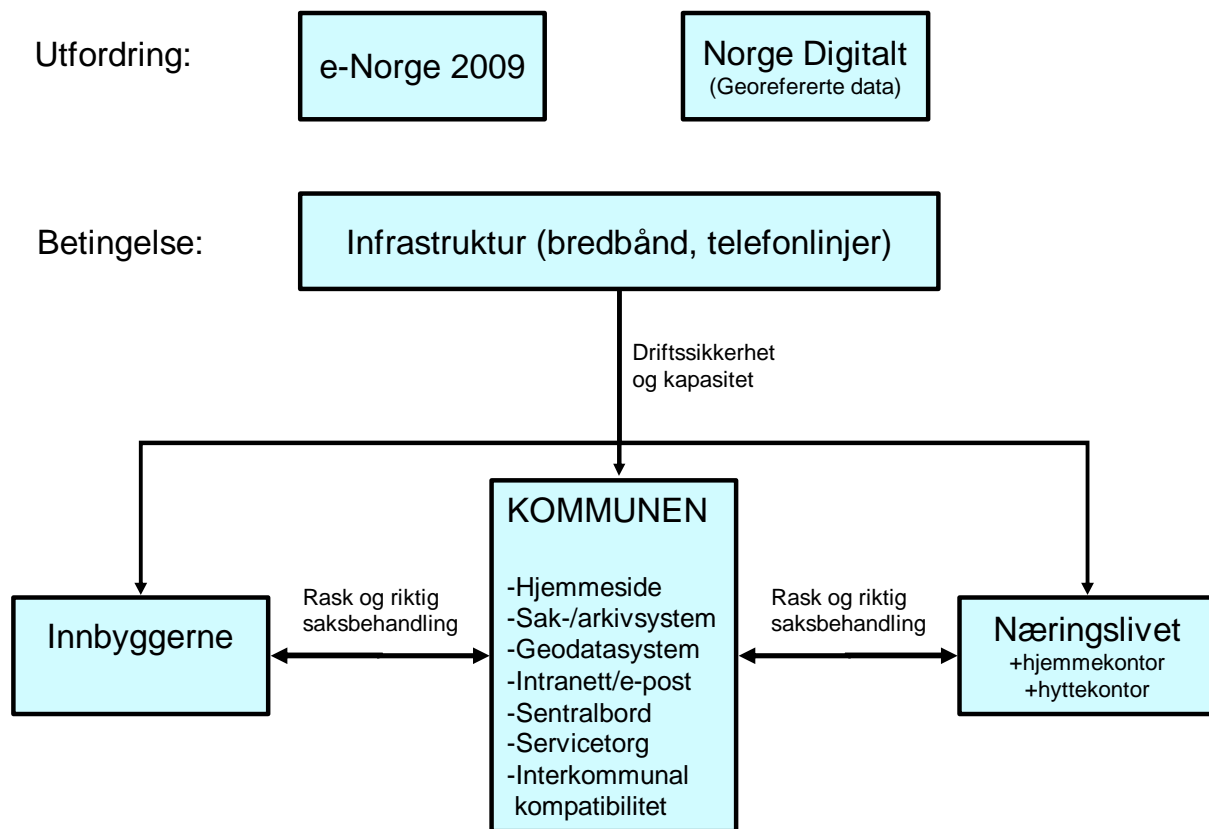 Utfordring:
e-Norge 2009
Norge Digitalt
(Georefererte data)
Betingelse:
Infrastruktur (bredbånd, telefonlinjer)
Driftssikkerhet
og kapasitet
Innbyggerne
Rask og riktig
saksbehandling
KOMMUNEN
-Hjemmeside
-Sak-/arkivsystem
-Geodatasystem
-Intranett/e-post
-Sentralbord
-Servicetorg
-Interkommunal
kompatibilitet
Rask og riktig
saksbehandling
Næringslivet
+hjemmekontor
+hyttekontor